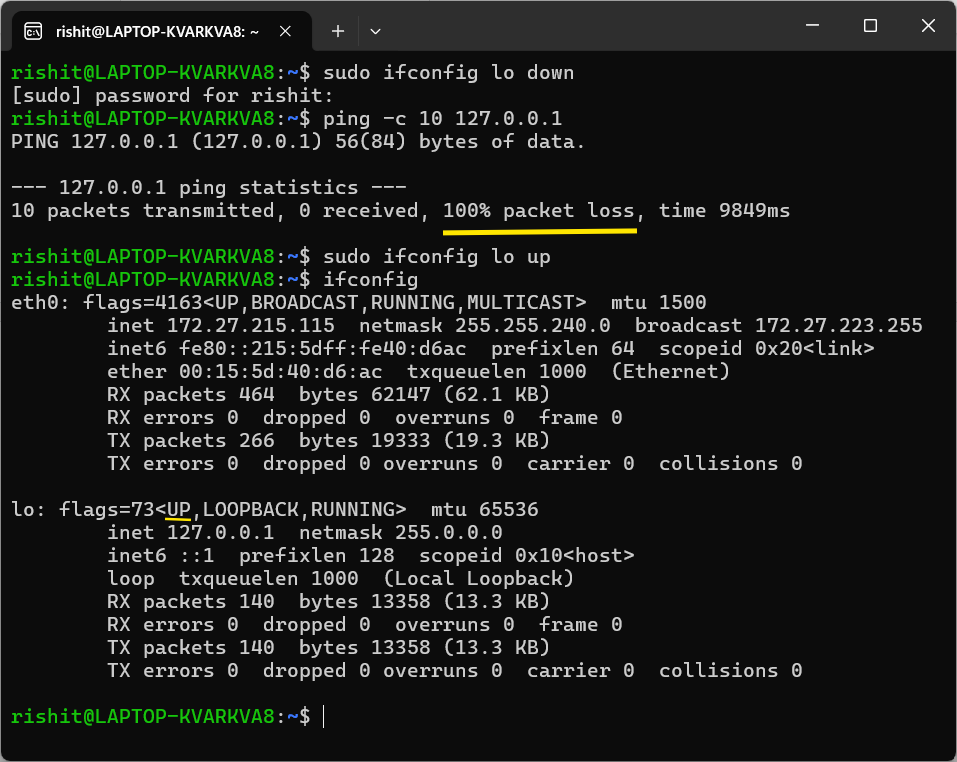 rishit@LAPTOP-KVARKVA8: ~
rishit@LAPTOP-KVARKVA8:~$ sudo ifconfig lo down
[sudo] password for rishit:
rishit@LAPTOP-KVARKVA8:~$ ping -c 10 127.0.0.1
PING 127.0.0.1 (127.0.0.1) 56(84) bytes of data.

--- 127.0.0.1 ping statistics ---
10 packets transmitted, 0 received, 100% packet loss, time 9849ms

rishit@LAPTOP-KVARKVA8:~$ sudo ifconfig lo up
rishit@LAPTOP-KVARKVA8:~$ ifconfig
eth0: flags=4163<UP,BROADCAST,RUNNING,MULTICAST>  mtu 1500
        inet 172.27.215.115  netmask 255.255.240.0  broadcast 172.27.223.255
        inet6 fe80::215:5dff:fe40:d6ac  prefixlen 64  scopeid 0x20<link>
        ether 00:15:5d:40:d6:ac  txqueuelen 1000  (Ethernet)
        RX packets 464  bytes 62147 (62.1 KB)
        RX errors 0  dropped 0  overruns 0  frame 0
        TX packets 266  bytes 19333 (19.3 KB)
        TX errors 0  dropped 0 overruns 0  carrier 0  collisions 0

lo: flags=73<UP,LOOPBACK,RUNNING>  mtu 65536
        inet 127.0.0.1  netmask 255.0.0.0
        inet6 ::1  prefixlen 128  scopeid 0x10<host>
        loop  txqueuelen 1000  (Local Loopback)
        RX packets 140  bytes 13358 (13.3 KB)
        RX errors 0  dropped 0  overruns 0  frame 0
        TX packets 140  bytes 13358 (13.3 KB)
        TX errors 0  dropped 0 overruns 0  carrier 0  collisions 0

rishit@LAPTOP-KVARKVA8:~$